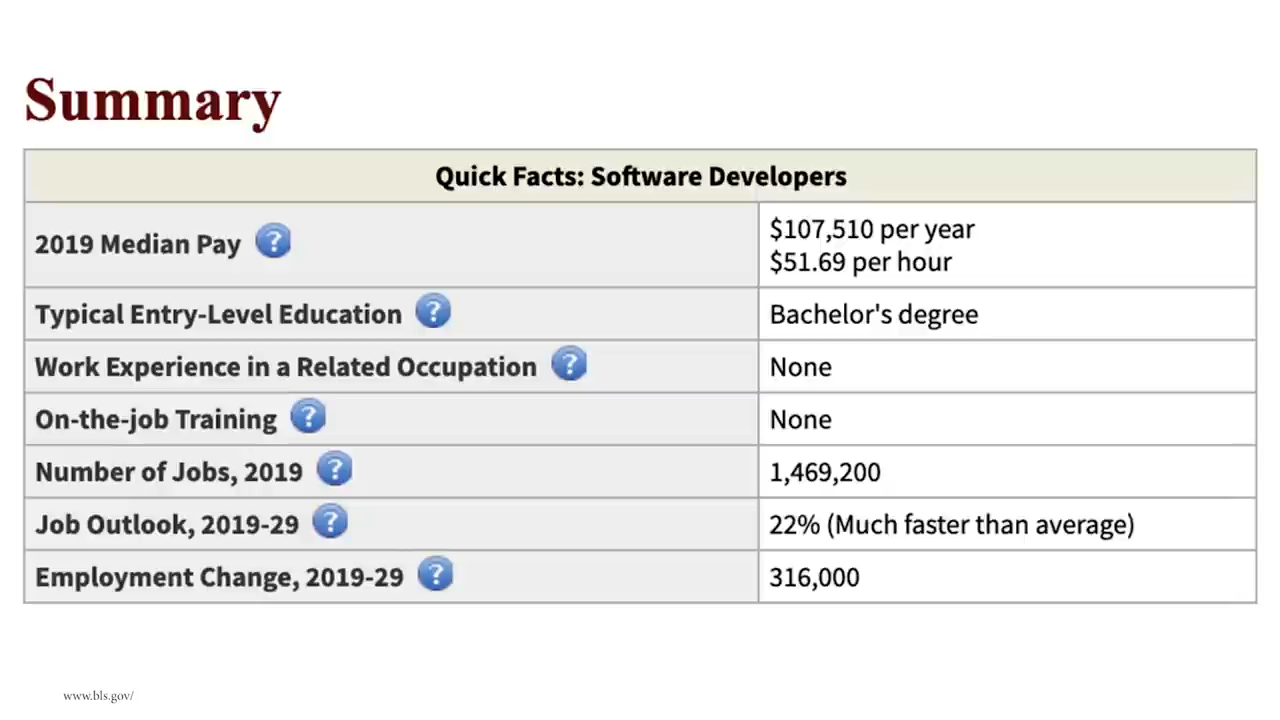 Summary
Quick Facts: Software Developers
2019 Median Pay ?
$107,510 per year
$51.69 per hour
Typical Entry-Level Education ?
Bachelor's degree
Work Experience in a Related Occupation ?
None
On-the-job Training ?
None
Number of Jobs, 2019 ?
1,469,200
Job Outlook, 2019-29 ?
22% (Much faster than average)
Employment Change, 2019-29 ?
316,000
www.bls.gov/